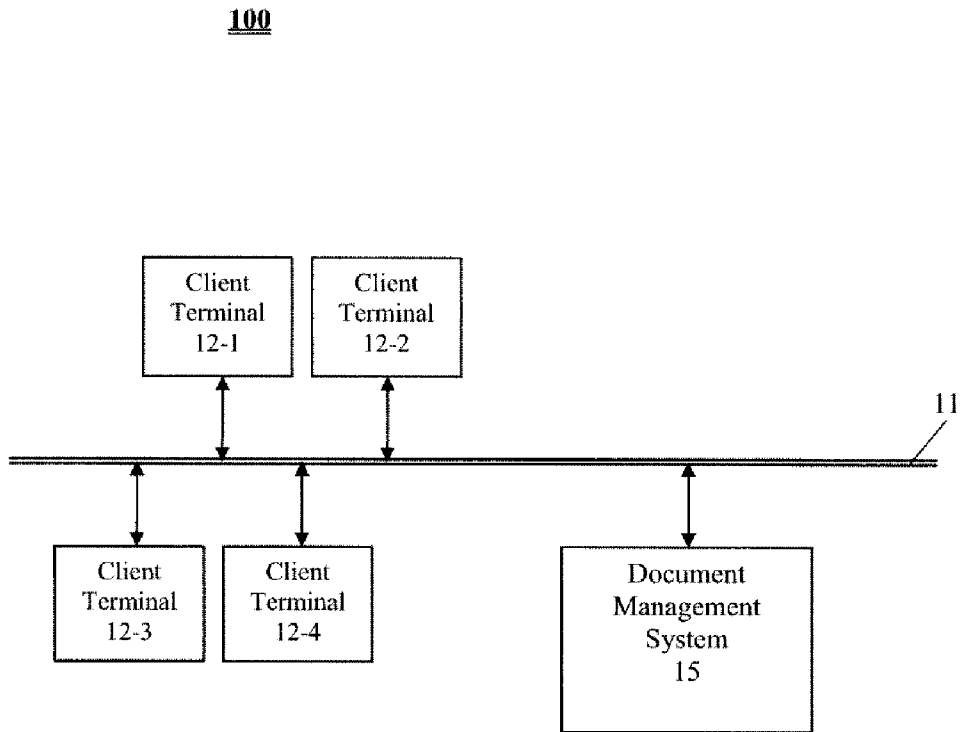 100
Client
Terminal
12-1
Client
Terminal
12-2
11
Client
Terminal
12-3
Client
Terminal
12-4
Document
Management
System
15